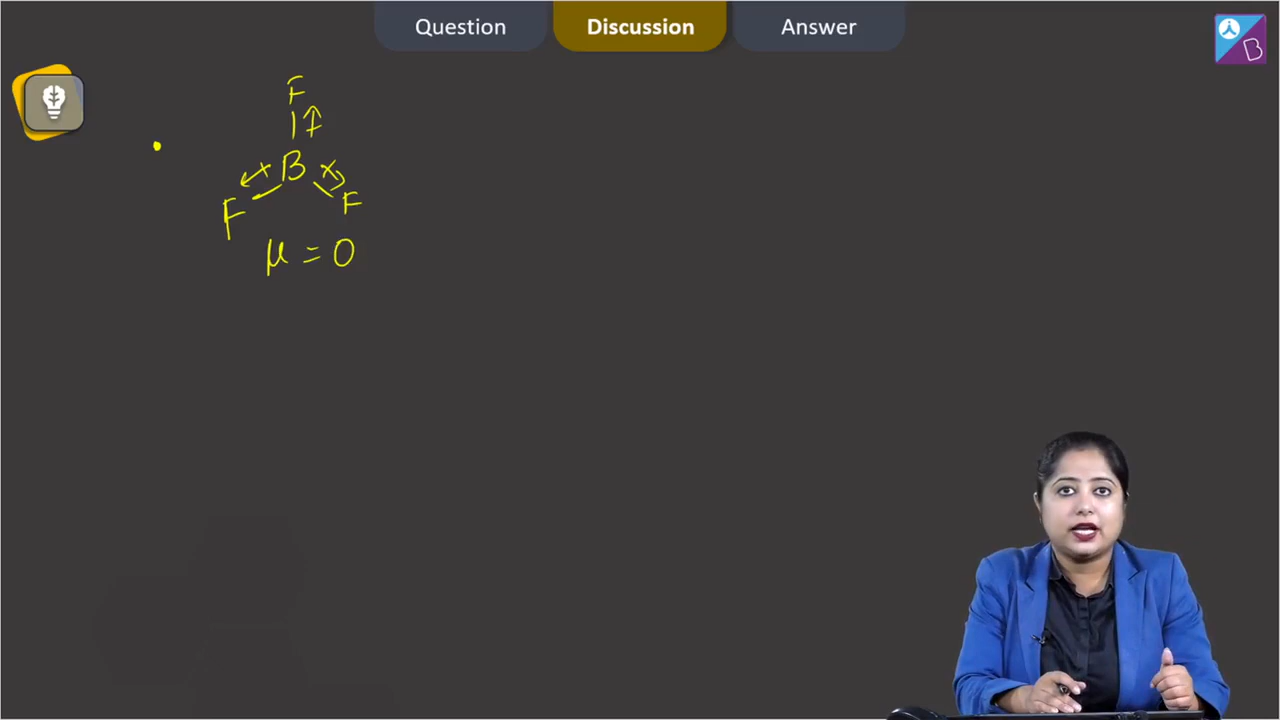 Question Discussion Answer
F
B
F F
μ = 0